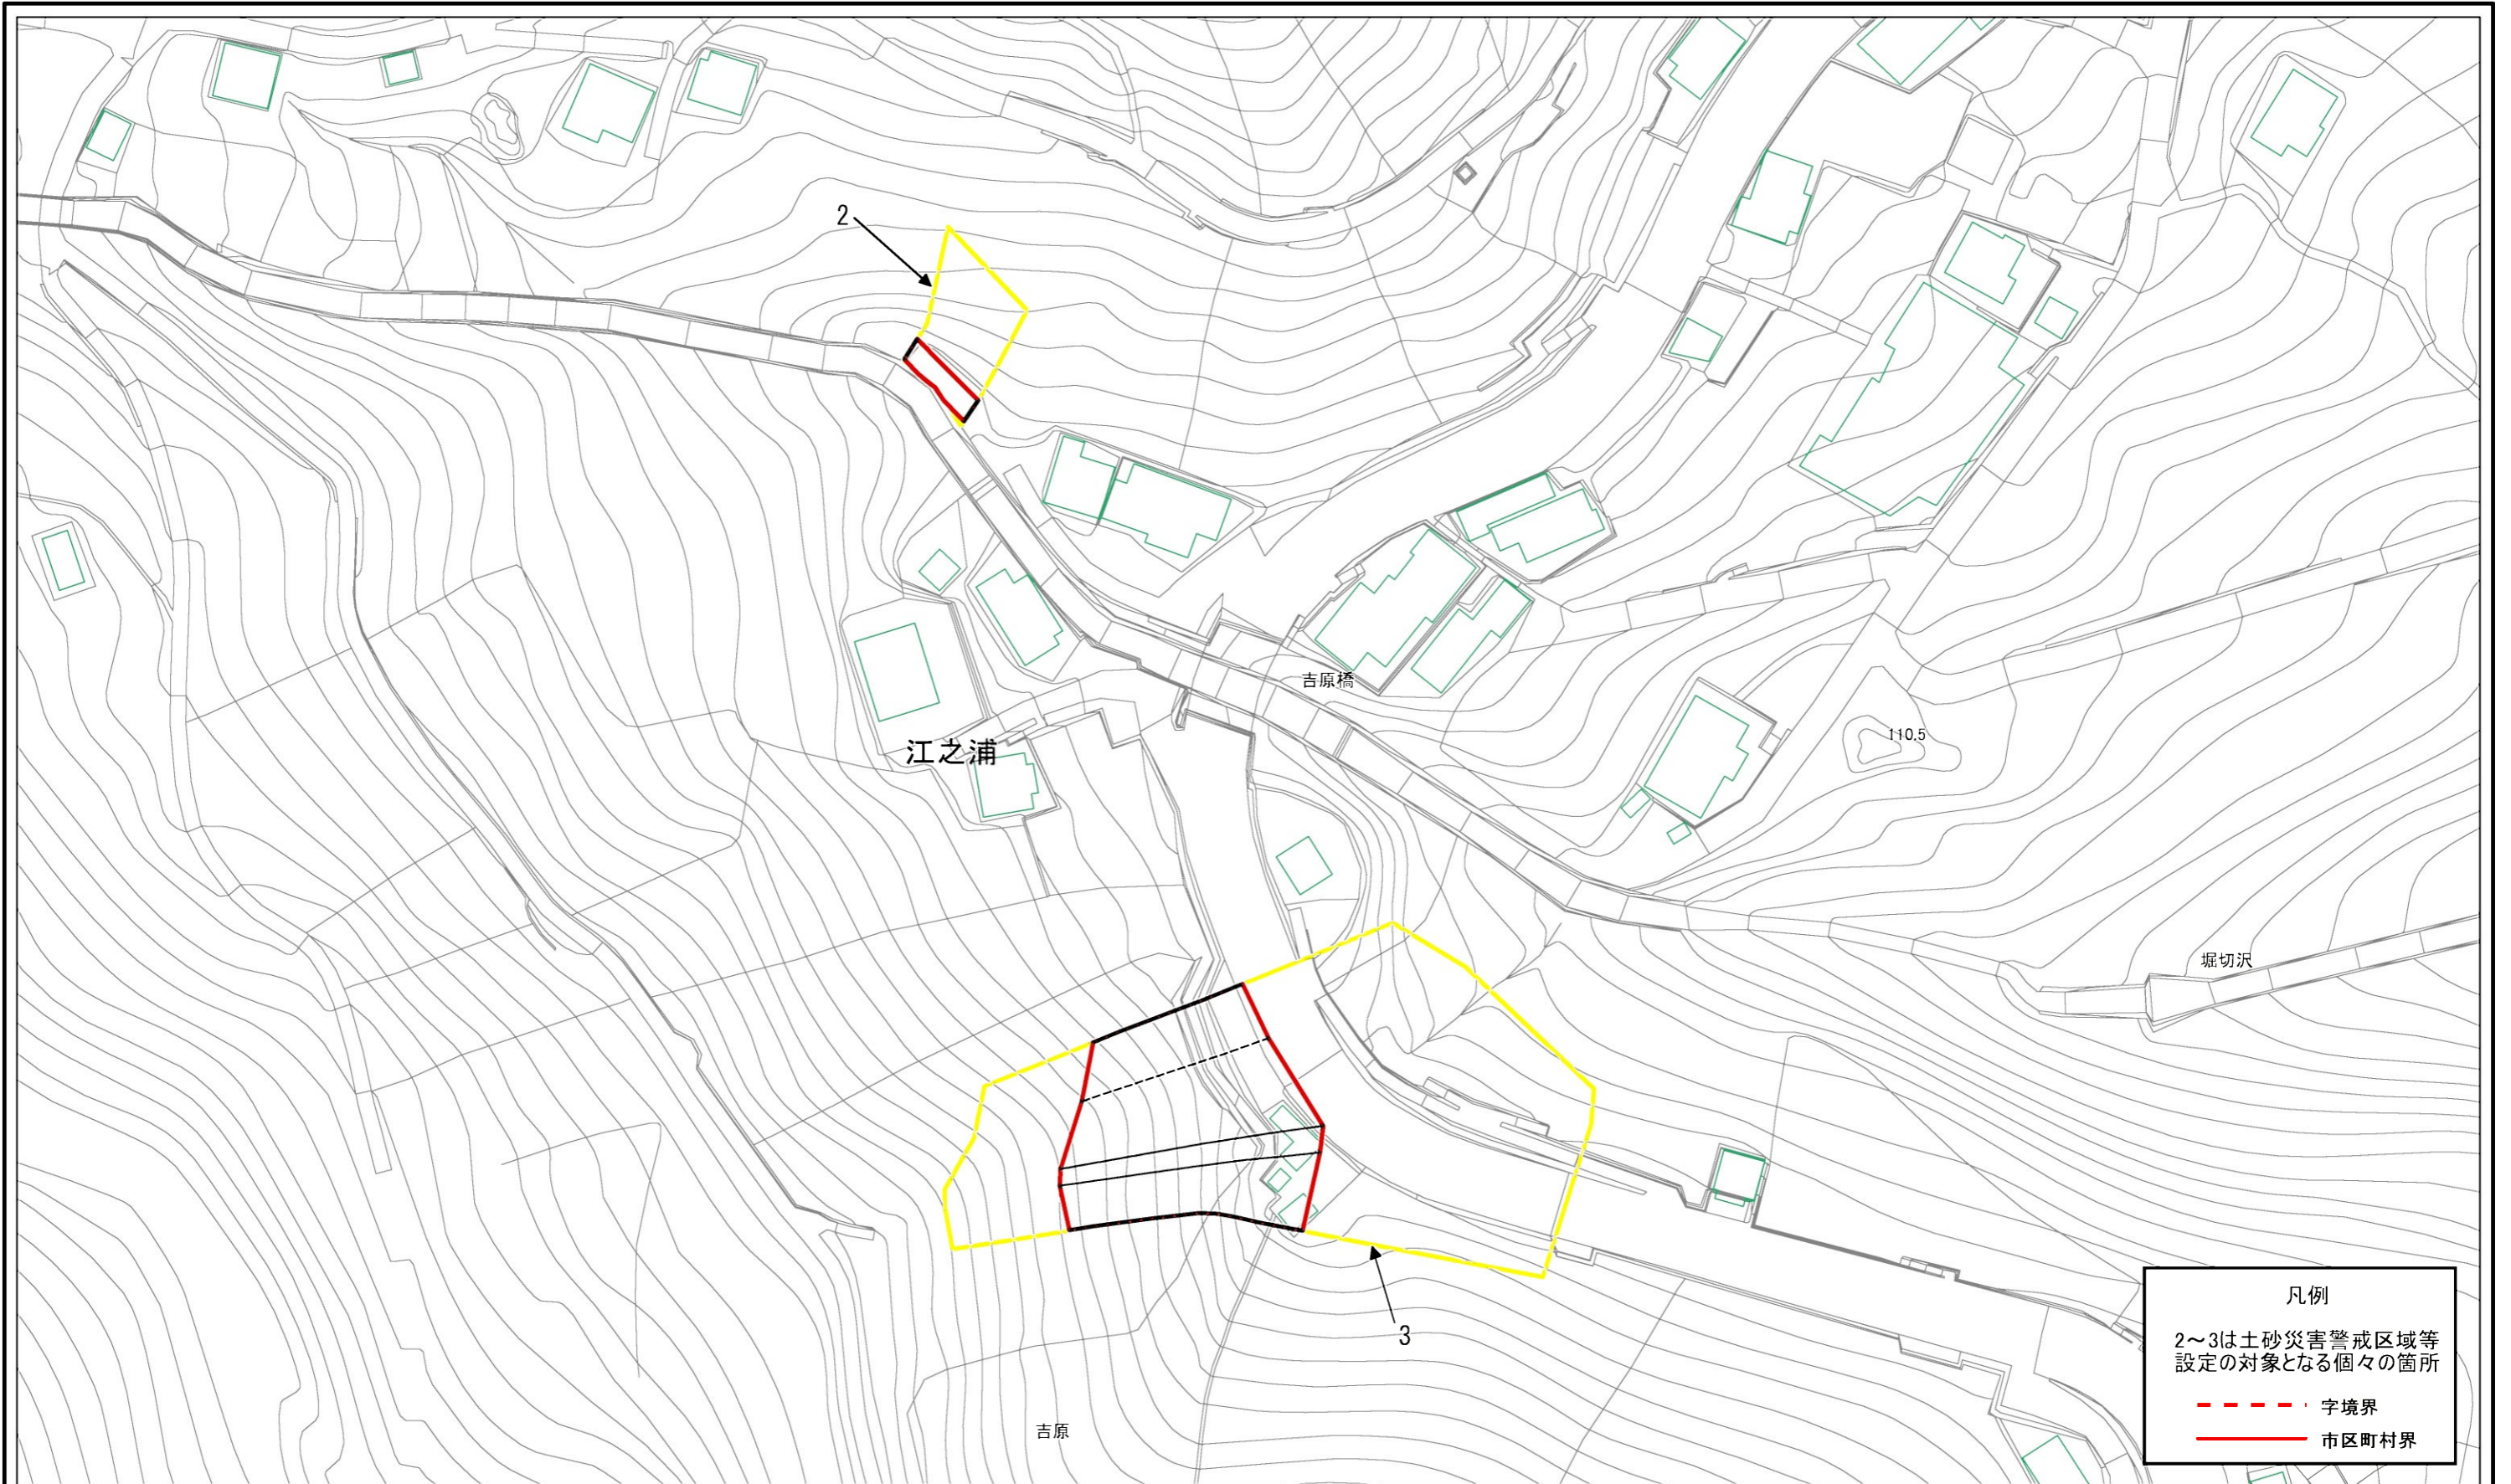 2
吉原橋
110.5
江之浦
堀切沢
3
吉原
凡例
2～3は土砂災害警戒区域等
設定の対象となる個々の箇所
字境界
市区町村界